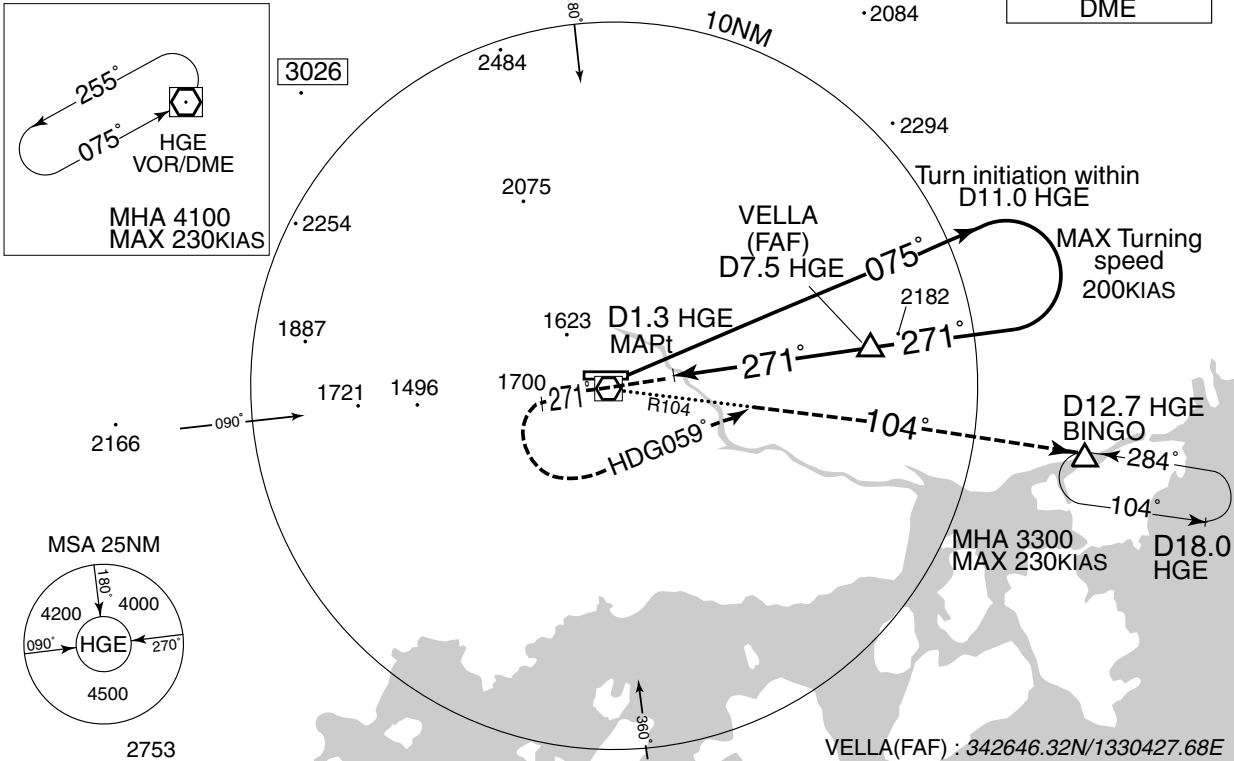 DME
255°
075°
HGE
VOR/DME
MHA 4100
MAX 230KIAS
3026
2484
80°
10NM
2084
2294
2075
2254
Turn initiation within
D11.0 HGE
VELLA
(FAF)
D7.5 HGE
075°
MAX Turning
speed
200KIAS
2182
1887
1623
D1.3 HGE
MAPt
271°
271°
1721
1496
1700
271°
R104
HDG059°
104°
D12.7 HGE
BINGO
284°
104°
090°
2166
MHA 3300
MAX 230KIAS
D18.0
HGE
MSA 25NM
180°
4200
4000
090°
HGE
270°
4500
2753
360°
VELLA(FAF) : 342646.32N/1330427.68E